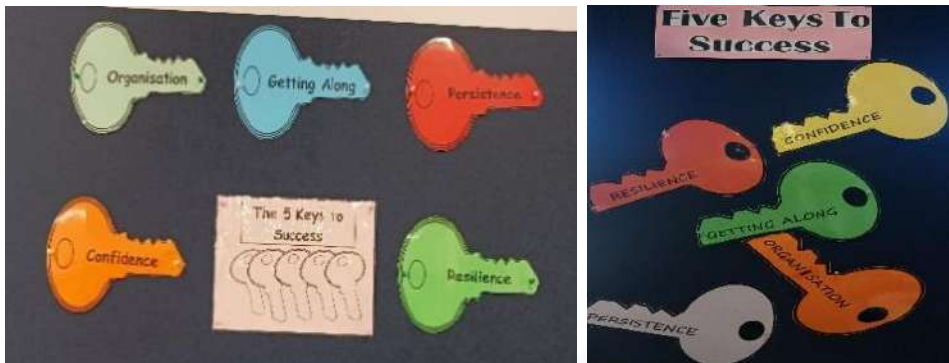 Organisation
Getting Along
Persistence
Confidence
The 5 Keys To
Success
Resilience
Five Keys To
Success
CONFIDENCE
RESILIENCE
GETTING ALONG
ORGANISATION
PERSISTENCE